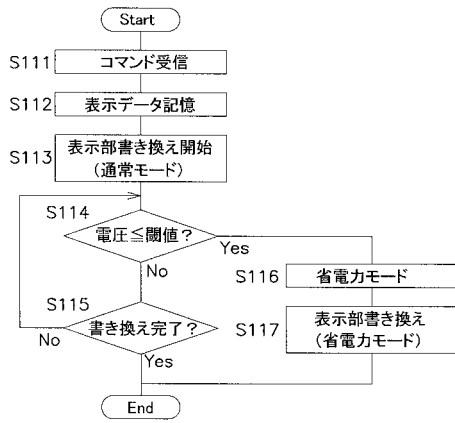 Start
S111
コマンド受信
S112
表示データ記憶
S113
表示部書き換え開始
(通常モード)
S114
電圧≦閾値?
Yes
No
S116
省電力モード
S115
書き換え完了?
No
Yes
S117
表示部書き換え
(省電力モード)
End